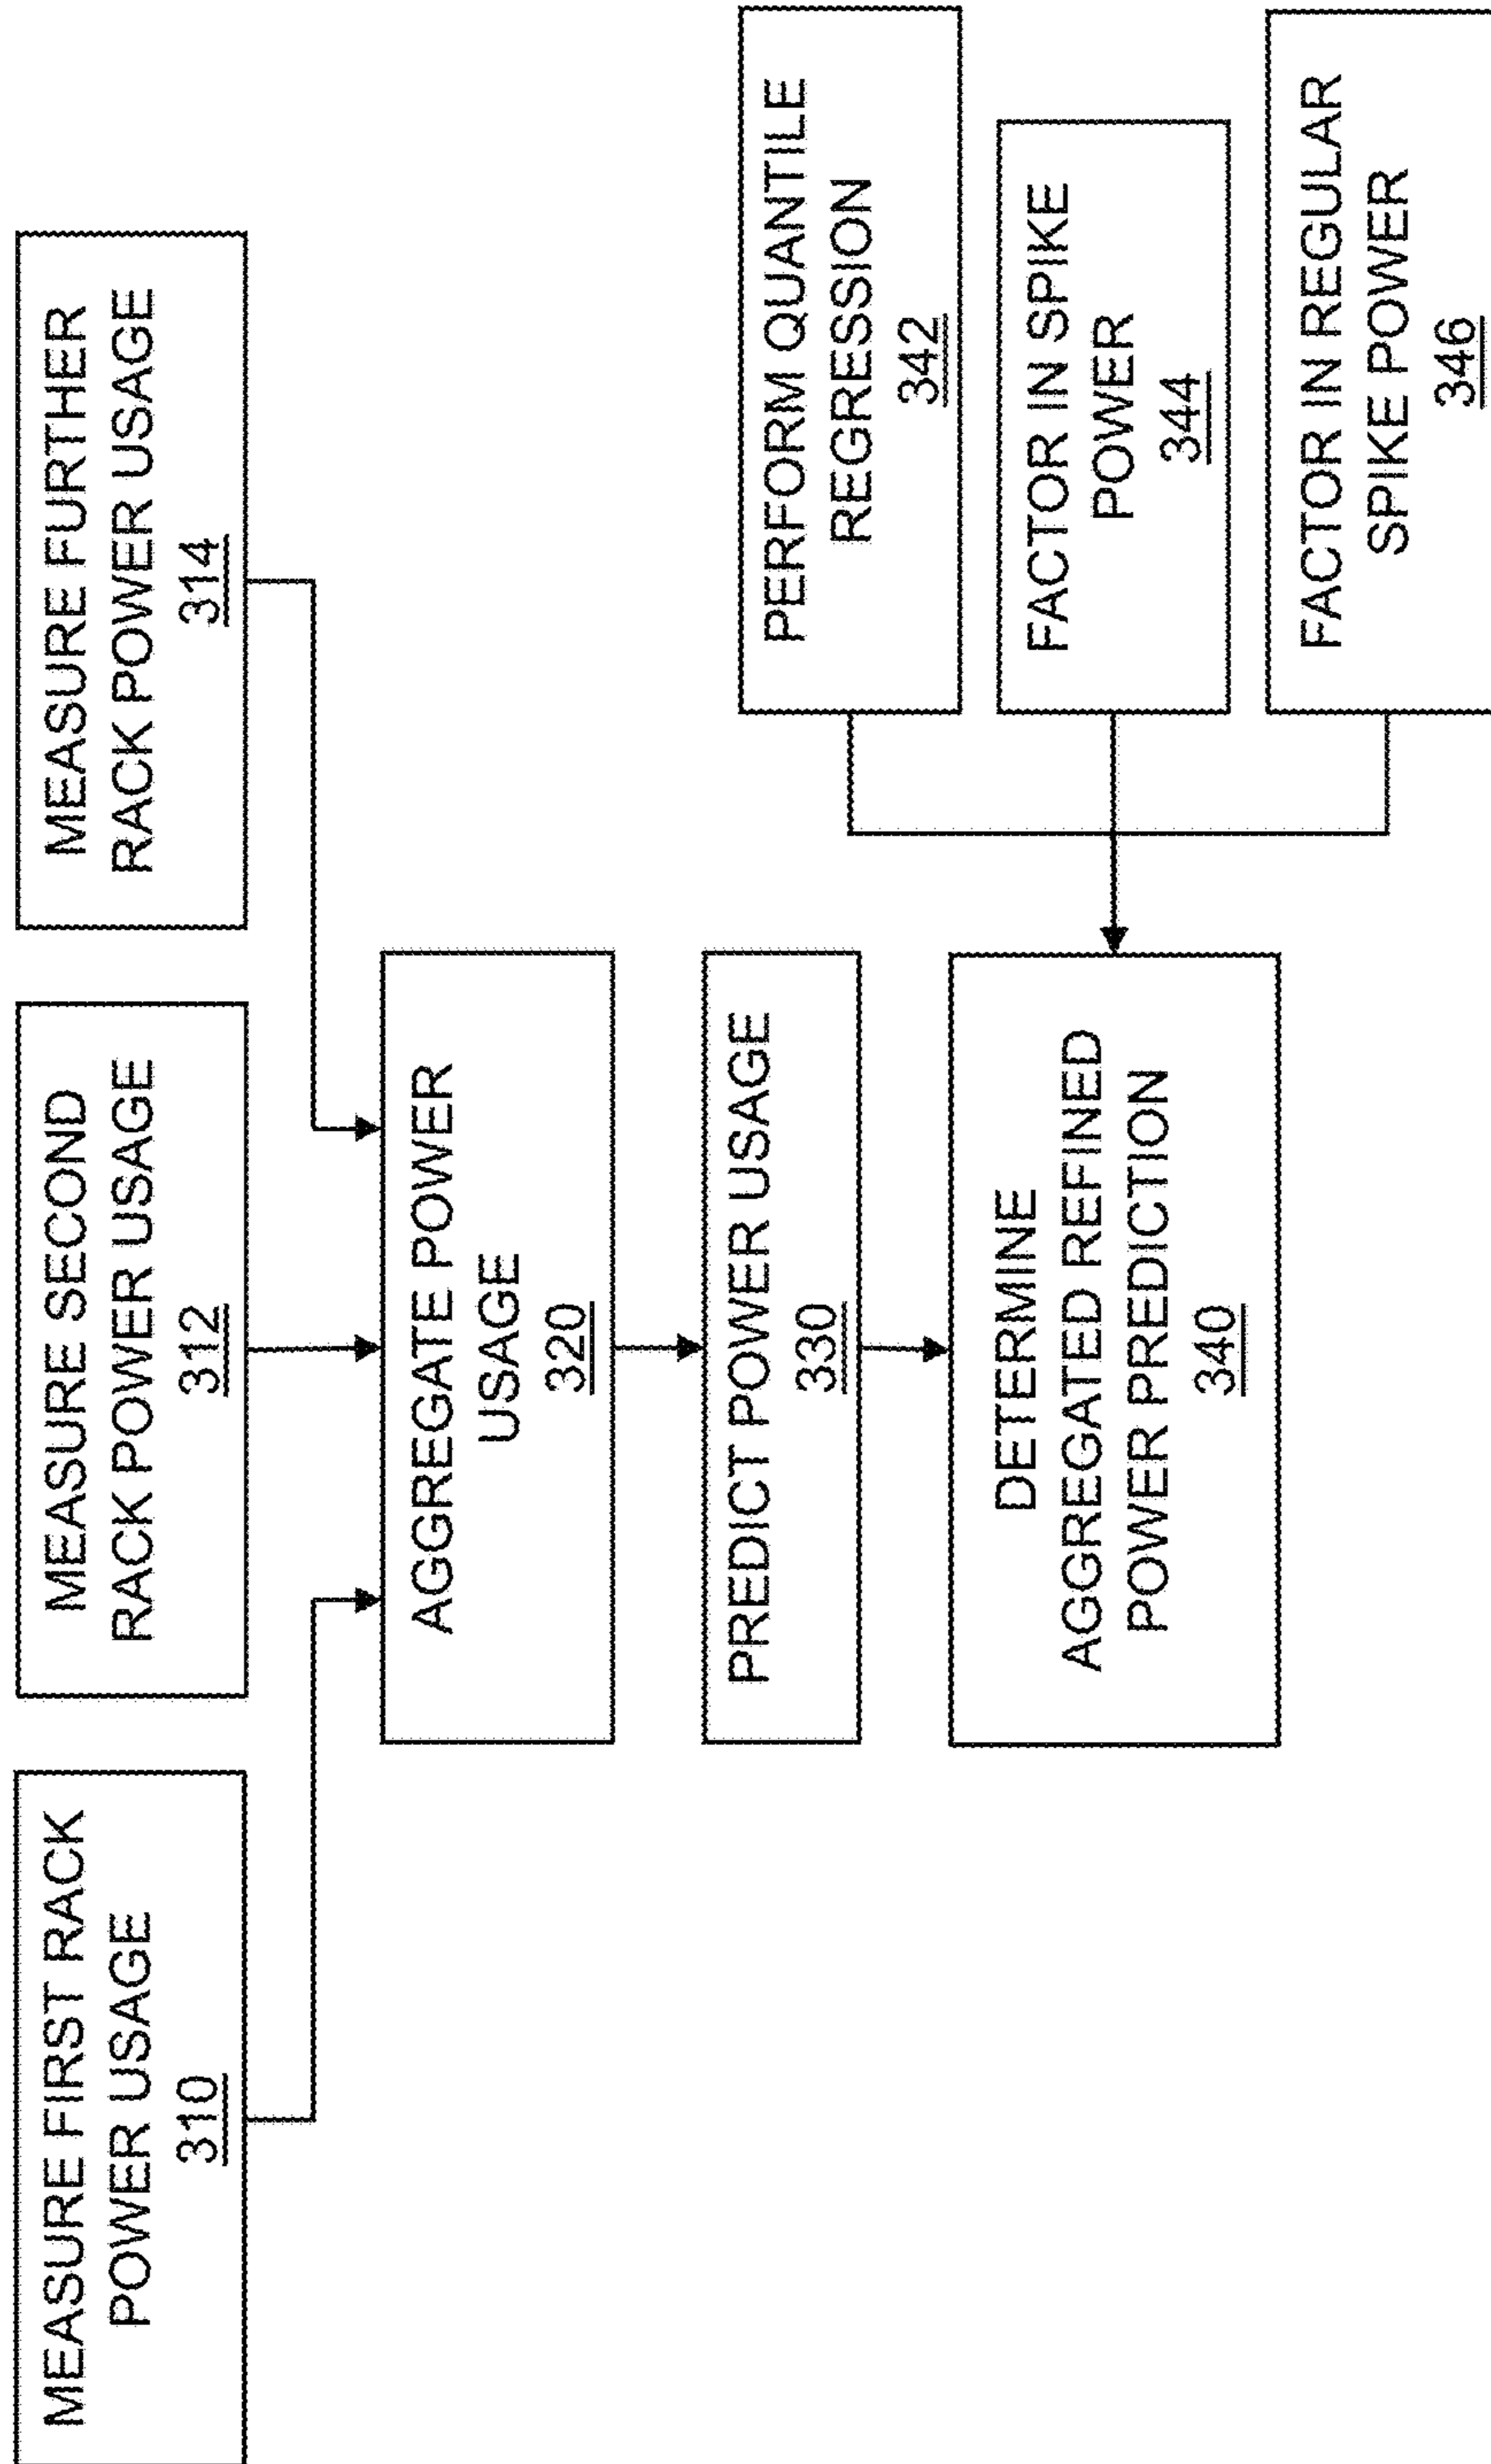 MEASURE FIRST RACK
POWER USAGE
310
MEASURE SECOND
RACK POWER USAGE
312
MEASURE FURTHER
RACK POWER USAGE
314
AGGREGATE POWER
USAGE
320
PREDICT POWER USAGE
330
DETERMINE
AGGREGATED REFINED
POWER PREDICTION
340
PERFORM QUANTILE
REGRESSION
342
FACTOR IN SPIKE
POWER
344
FACTOR IN REGULAR
SPIKE POWER
346